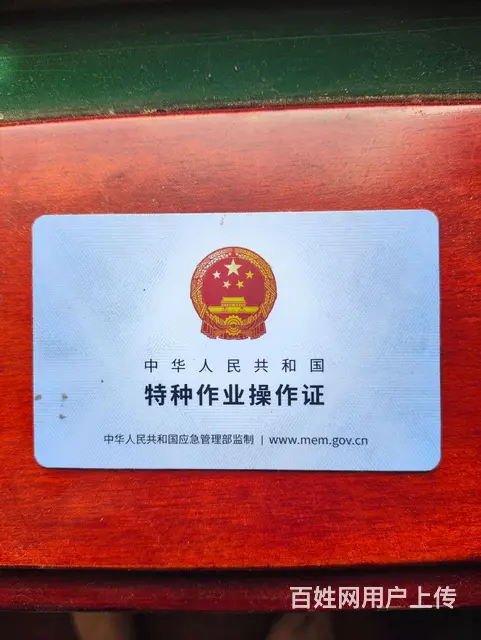 中华人民共和国
特种作业操作证
中华人民共和国应急管理部监制 | www.mem.gov.cn
百姓网用户上传